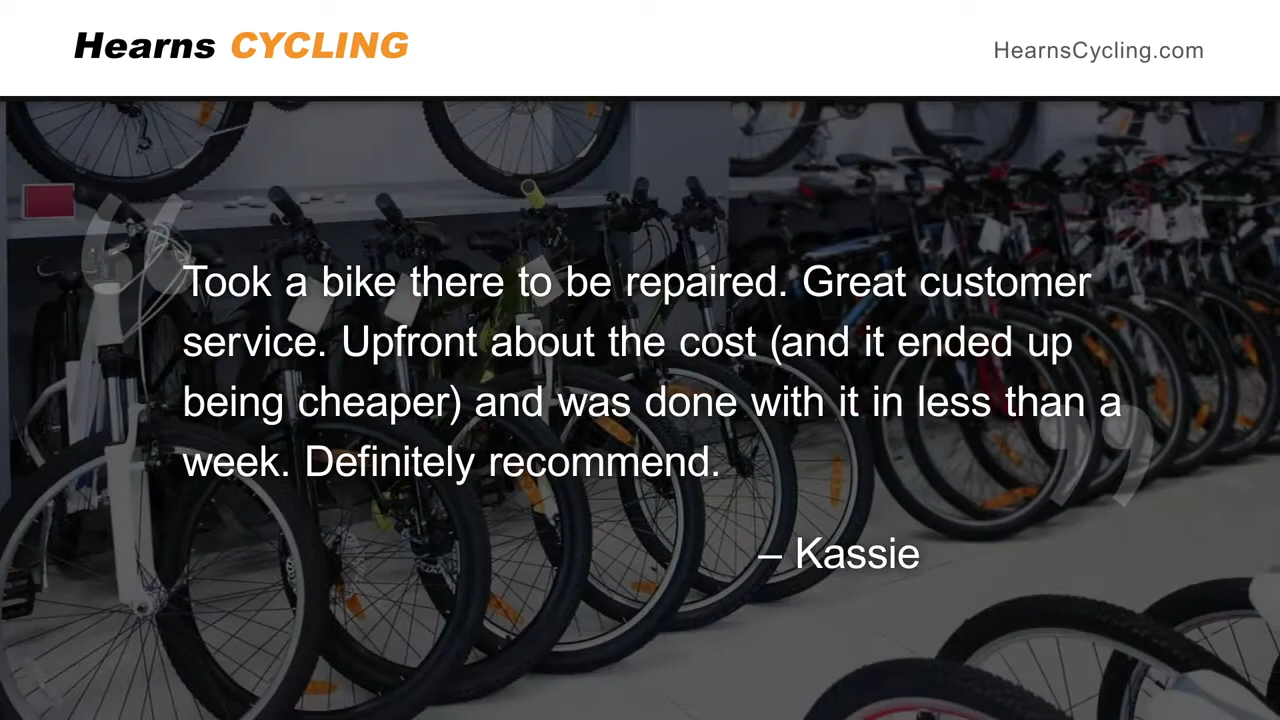 Hearns CYCLING
HearnsCycling.com
“
Took a bike there to be repaired. Great customer
service. Upfront about the cost (and it ended up
being cheaper) and was done with it in less than a
week. Definitely recommend.
”
– Kassie